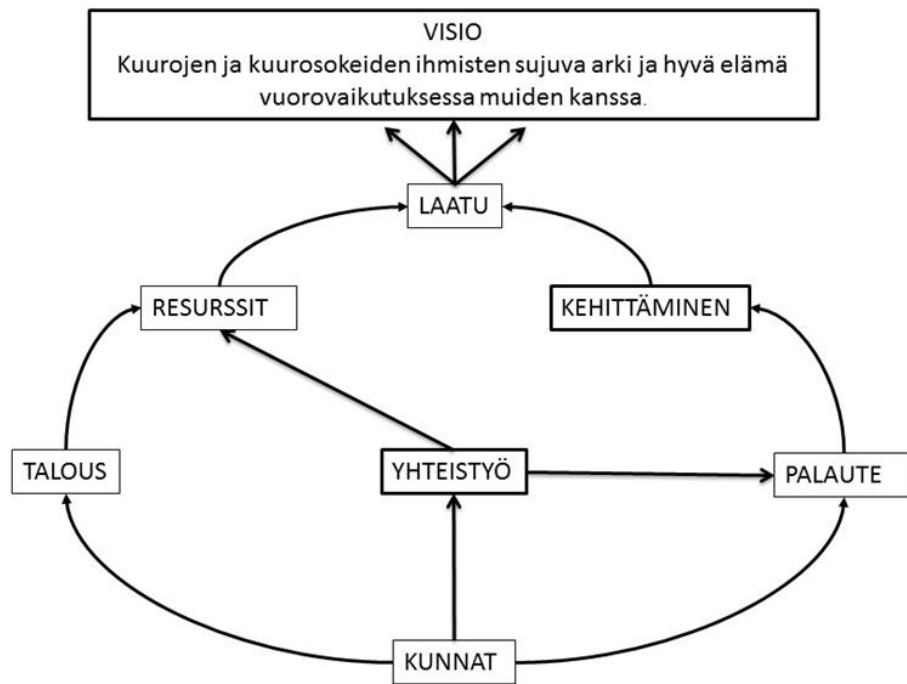 VISIO
Kuurojen ja kuurosokeiden ihmisten sujuva arki ja hyvä elämä
vuorovaikutuksessa muiden kanssa.
LAATU
RESURSSIT
KEHITTÄMINEN
TALOUS
YHTEISTYÖ
PALAUTE
KUNNAT